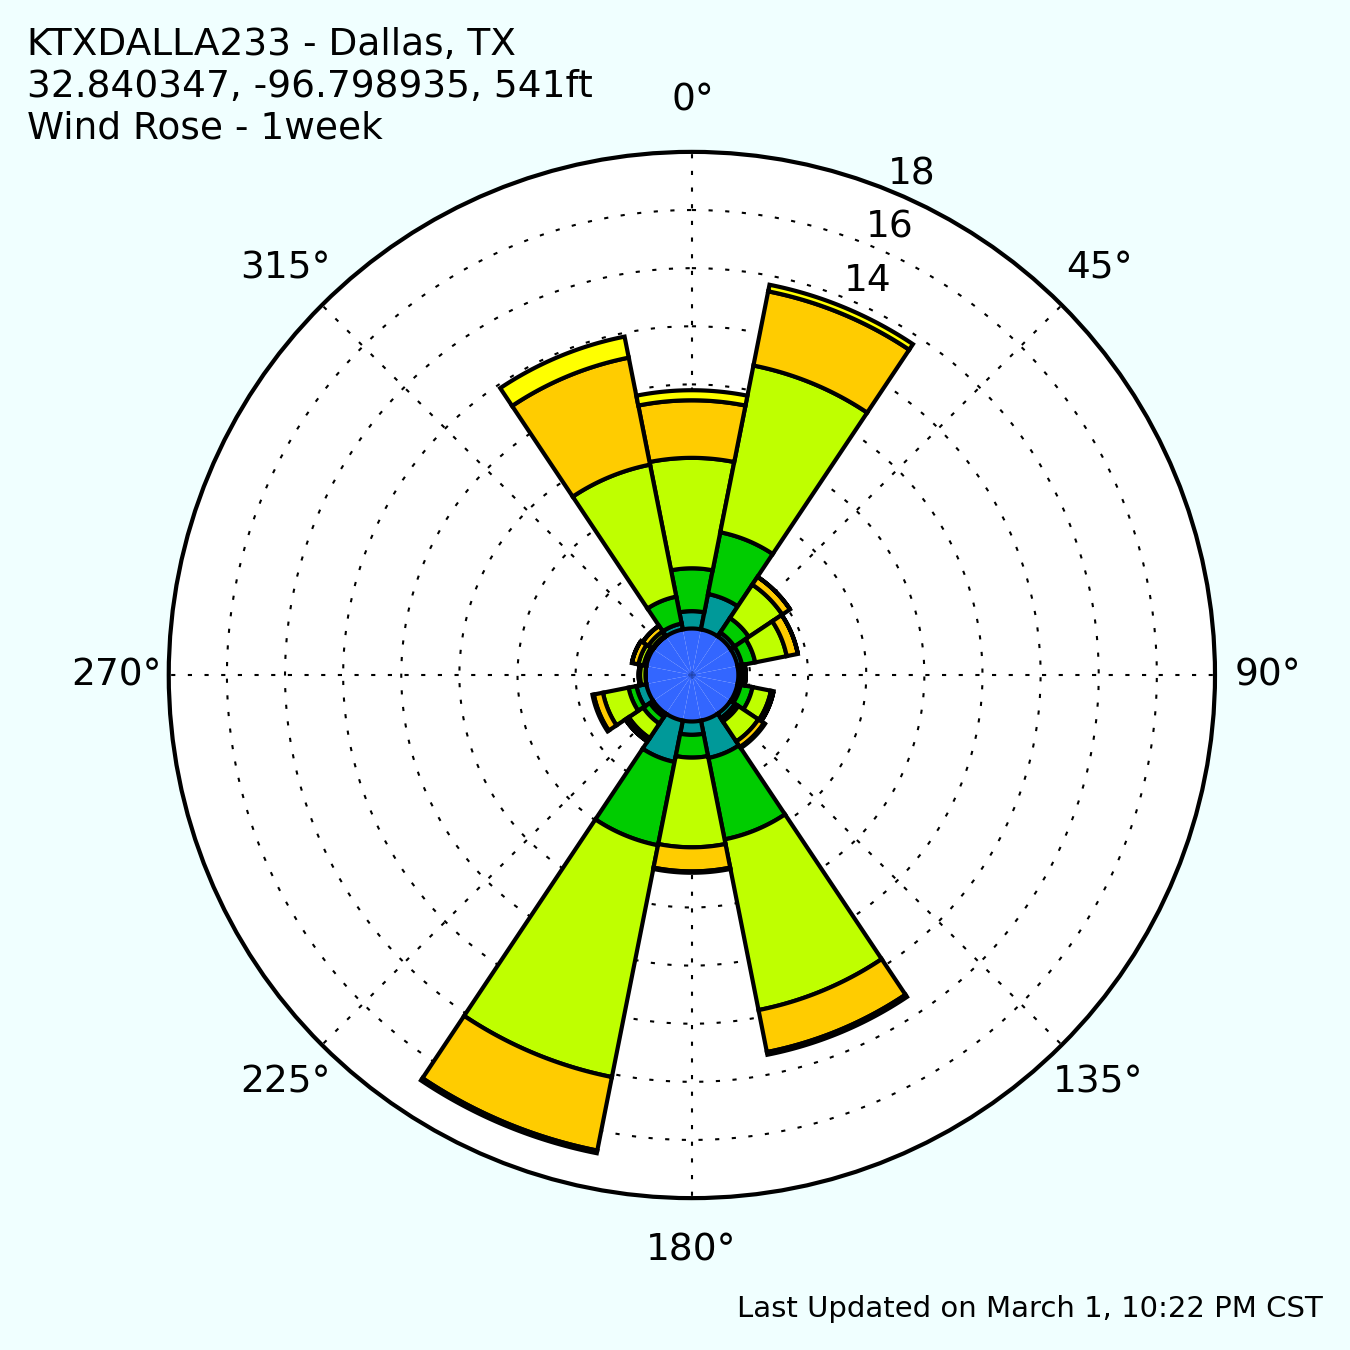 KTXDALLA233 - Dallas, TX
32.840347, -96.798935, 541ft
Wind Rose - 1week
0°
18
16
14
315°
45°
270°
90°
225°
135°
180°
Last Updated on March 1, 10:22 PM CST